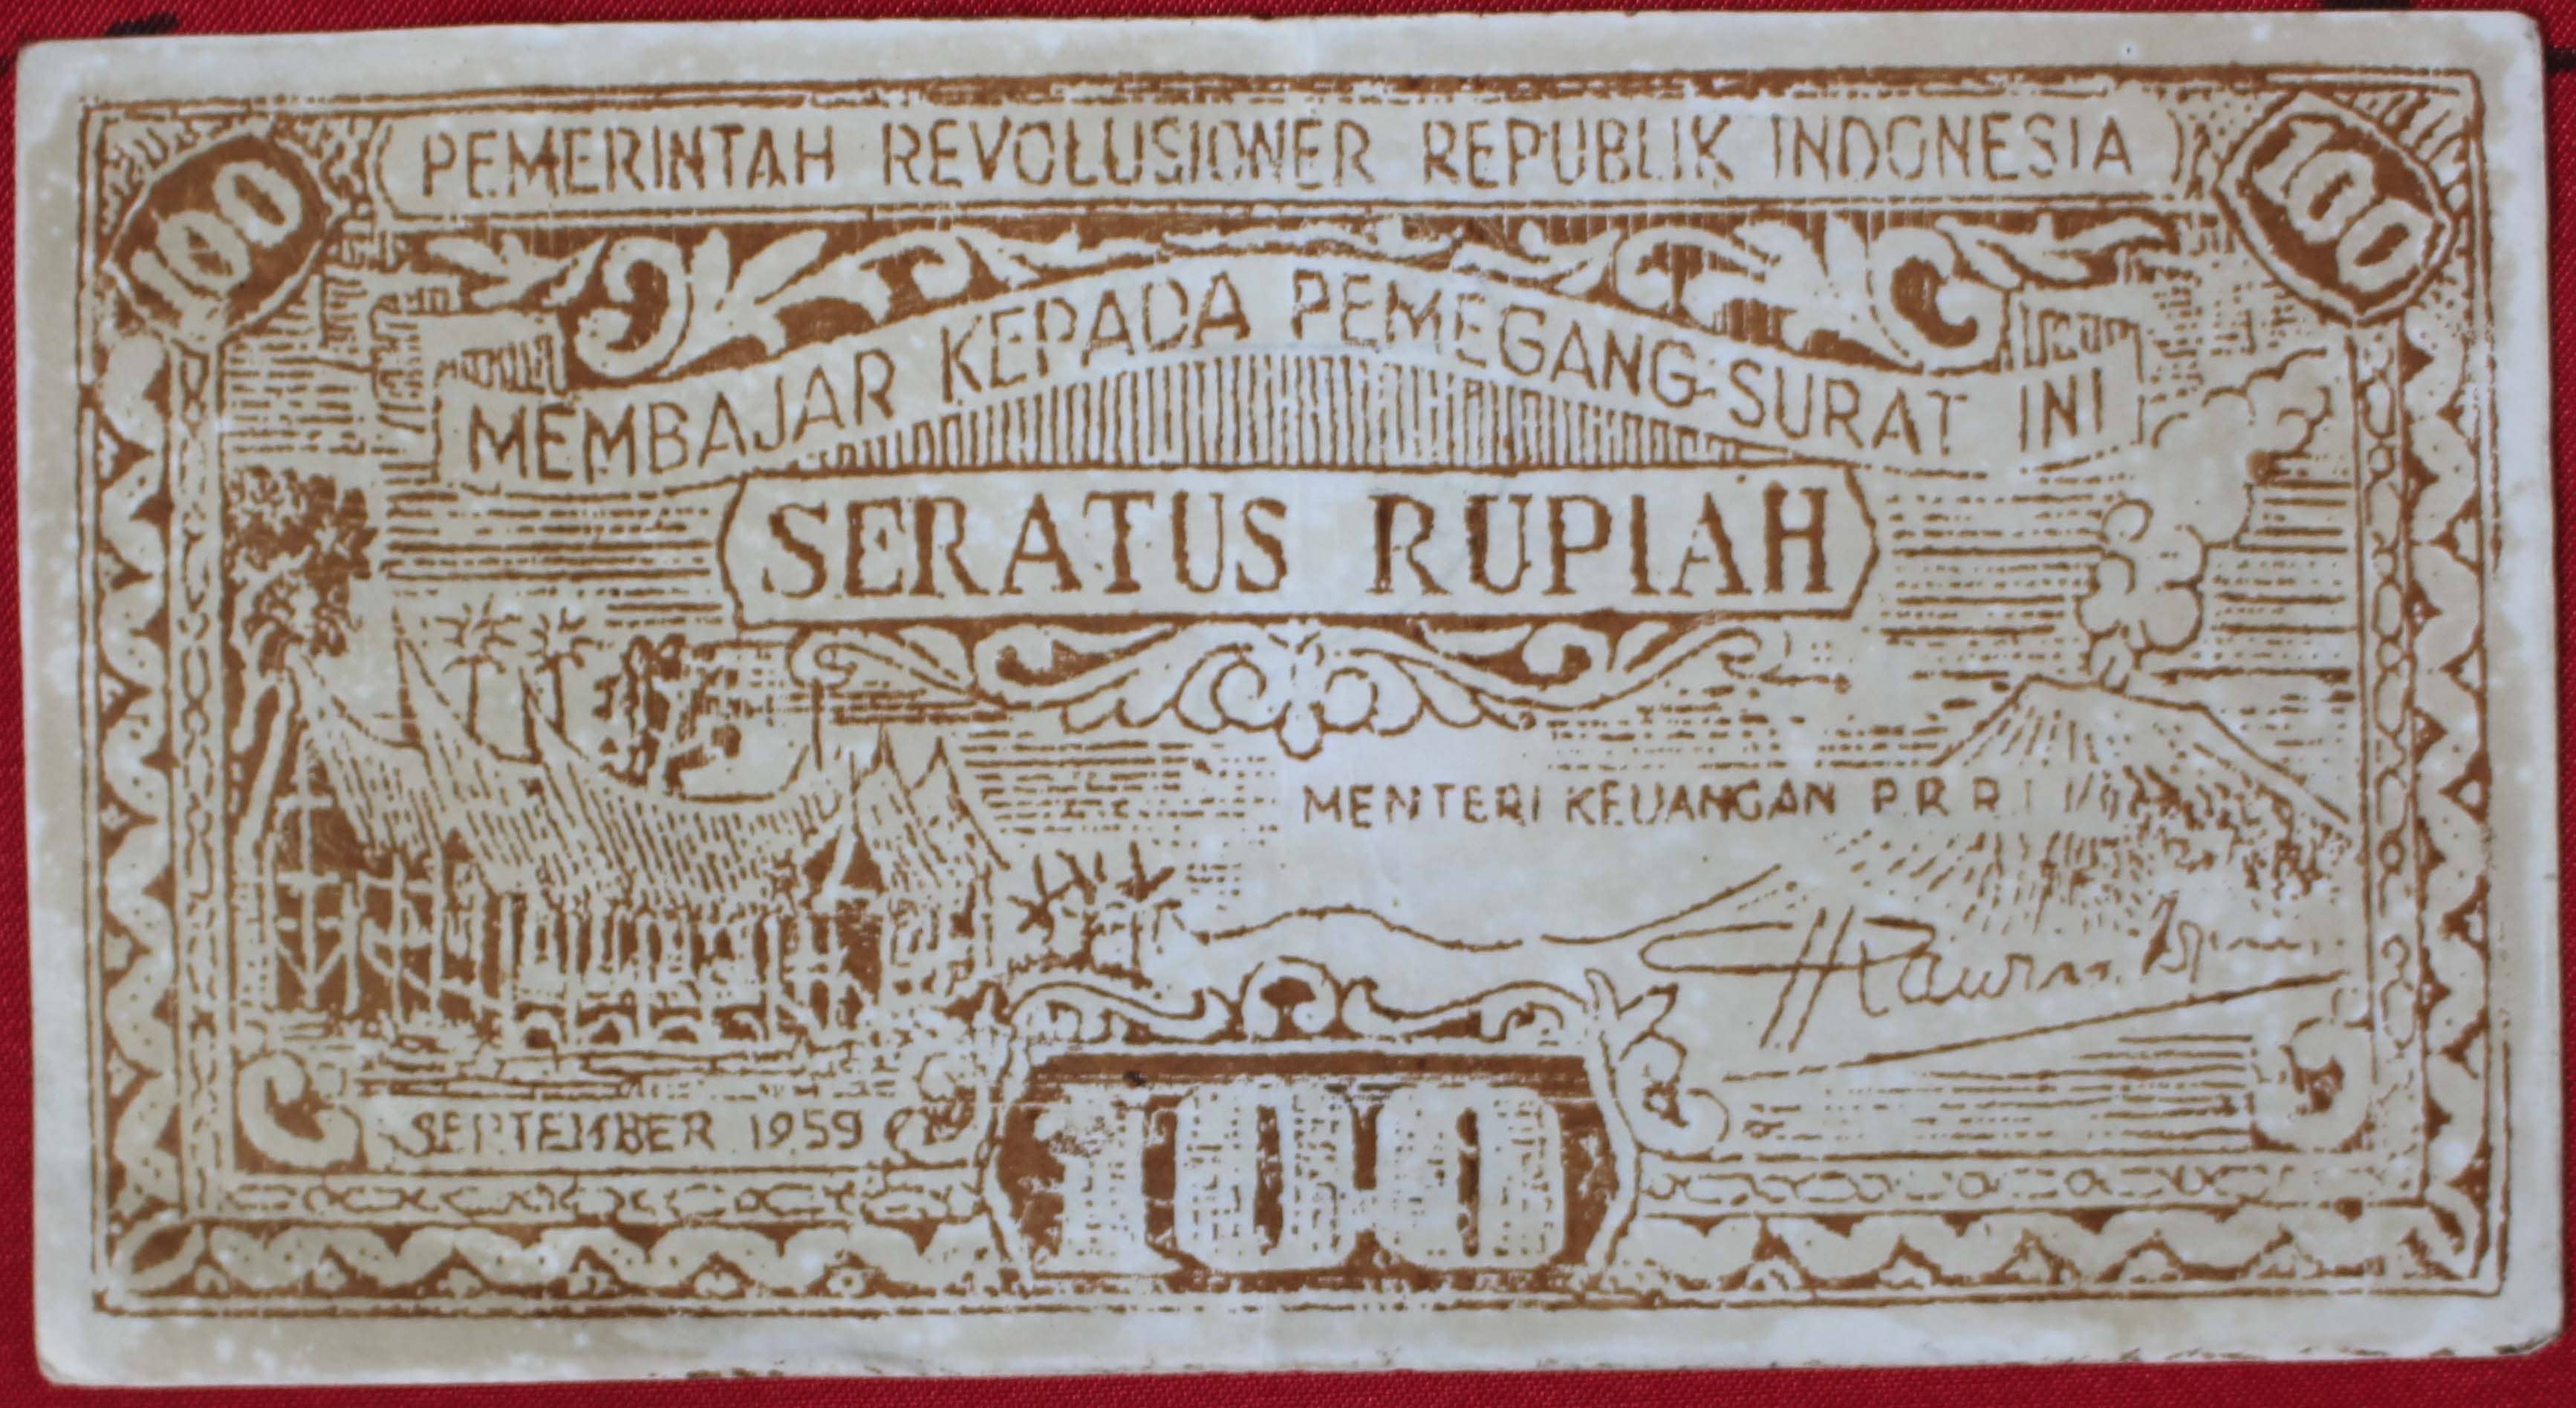 100
PEMERINTAH REVOLUSIONER REPUBLIK INDONESIA
100
MEMBAJAR KEPADA PEMEGANG SURAT INI
SERATUS RUPIAH
MENTERI KEUANGAN P.R.R.I
SEPTEMBER 1959
100